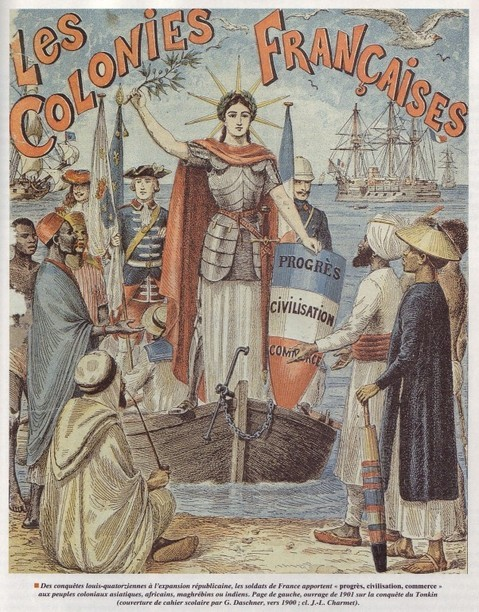 Les Colonies Françaises
PROGRÈS
CIVILISATION
COMMERCE
■ Des conquêtes louis-quatorziennes à l'expansion républicaine, les soldats de France apportent « progrès, civilisation, commerce »
aux peuples coloniaux asiatiques, africains, maghrébins ou indiens. Page de gauche, ouvrage de 1901 sur la conquête du Tonkin
(couverture de cahier scolaire par G. Daschner, vers 1900 ; cl. J.-L. Charmet).